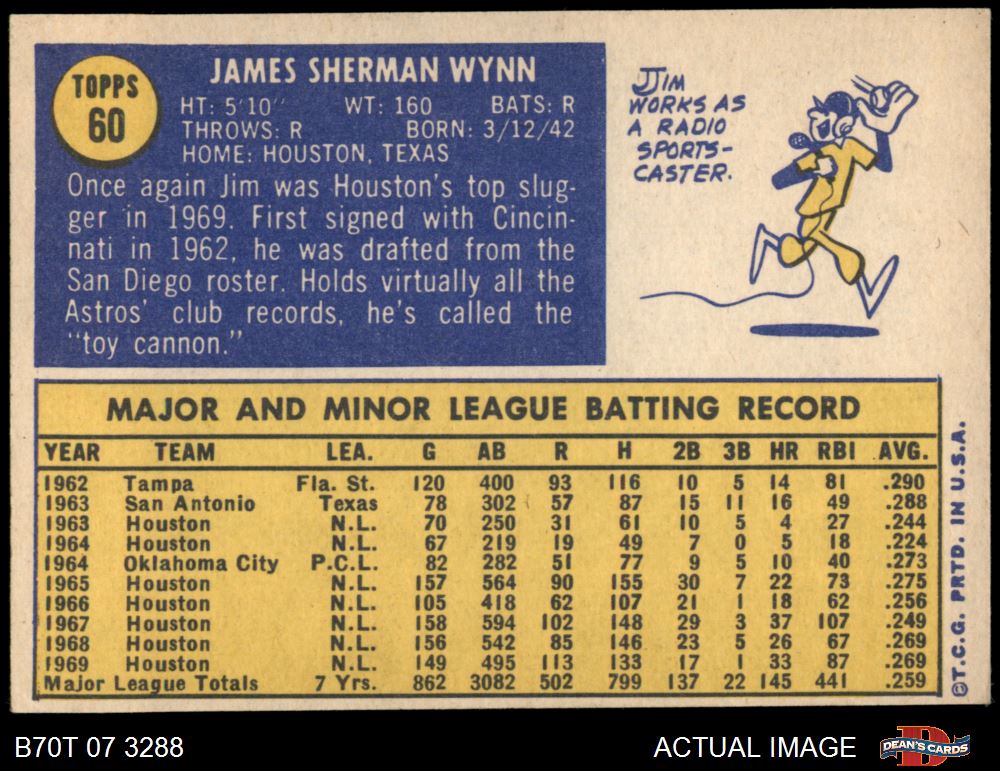 TOPPS
60
JAMES SHERMAN WYNN
HT: 5'10" WT: 160 BATS: R
THROWS: R BORN: 3/12/42
HOME: HOUSTON, TEXAS
Once again Jim was Houston's top slug-
ger in 1969. First signed with Cincin-
nati in 1962, he was drafted from the
San Diego roster. Holds virtually all the
Astros' club records, he's called the
"toy cannon."
JIM
WORKS AS
A RADIO
SPORTS-
CASTER.
MAJOR AND MINOR LEAGUE BATTING RECORD
YEAR TEAM LEA. G AB R H 2B 3B HR RBI AVG.
1962 Tampa Fla. St. 120 400 93 116 10 5 14 81 .290
1963 San Antonio Texas 78 302 57 87 15 11 16 49 .288
1963 Houston N.L. 70 250 31 61 10 5 4 27 .244
1964 Houston N.L. 67 219 19 49 7 0 5 18 .224
1964 Oklahoma City P.C.L. 82 282 51 77 9 5 10 40 .273
1965 Houston N.L. 157 564 90 155 30 7 22 73 .275
1966 Houston N.L. 105 418 62 107 21 1 18 62 .256
1967 Houston N.L. 158 594 102 148 29 3 37 107 .249
1968 Houston N.L. 156 542 85 146 23 5 26 67 .269
1969 Houston N.L. 149 495 113 133 17 1 33 87 .269
Major League Totals 7 Yrs. 862 3082 502 799 137 22 145 441 .259
©T.C.G. PRTD. IN U.S.A.
B70T 07 3288
ACTUAL IMAGE
D
DEAN'S CARDS